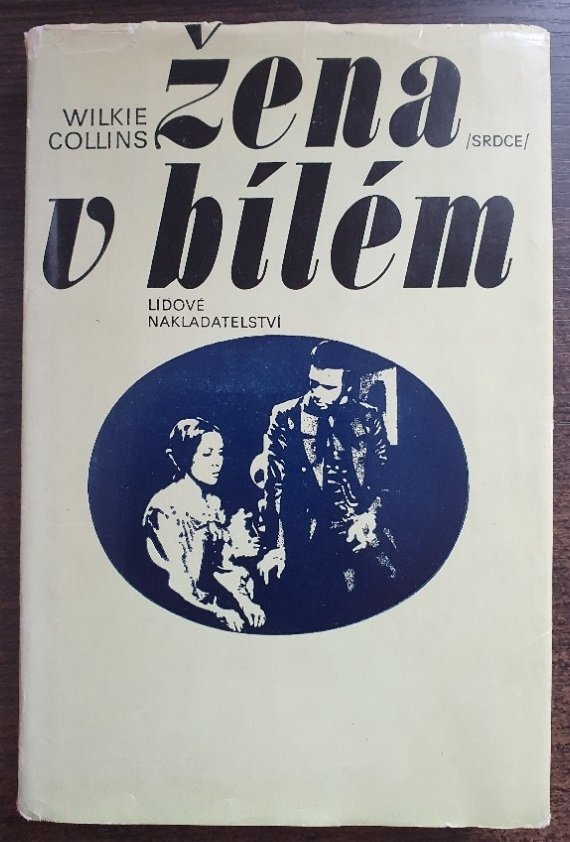 WILKIE
COLLINS
žena
/SRDCE/
v bílém
LIDOVÉ
NAKLADATELSTVÍ